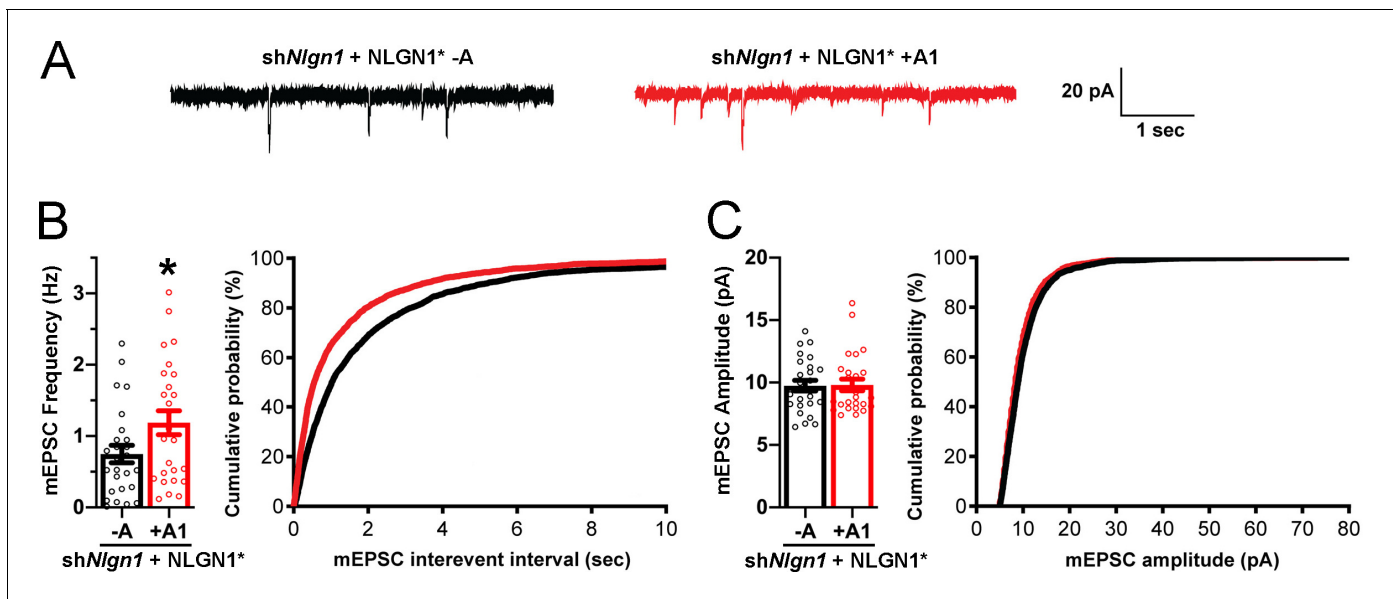 A
shNlgn1 + NLGN1* -A
shNlgn1 + NLGN1* +A1
20 pA
1 sec
B
mEPSC Frequency (Hz)
3
2
1
0
*
-A
+A1
shNlgn1 + NLGN1*
Cumulative probability (%)
100
80
60
40
20
0
0 2 4 6 8 10
mEPSC interevent interval (sec)
C
mEPSC Amplitude (pA)
20
15
10
5
0
-A
+A1
shNlgn1 + NLGN1*
Cumulative probability (%)
100
80
60
40
20
0
0 10 20 30 40 50 60 70 80
mEPSC amplitude (pA)